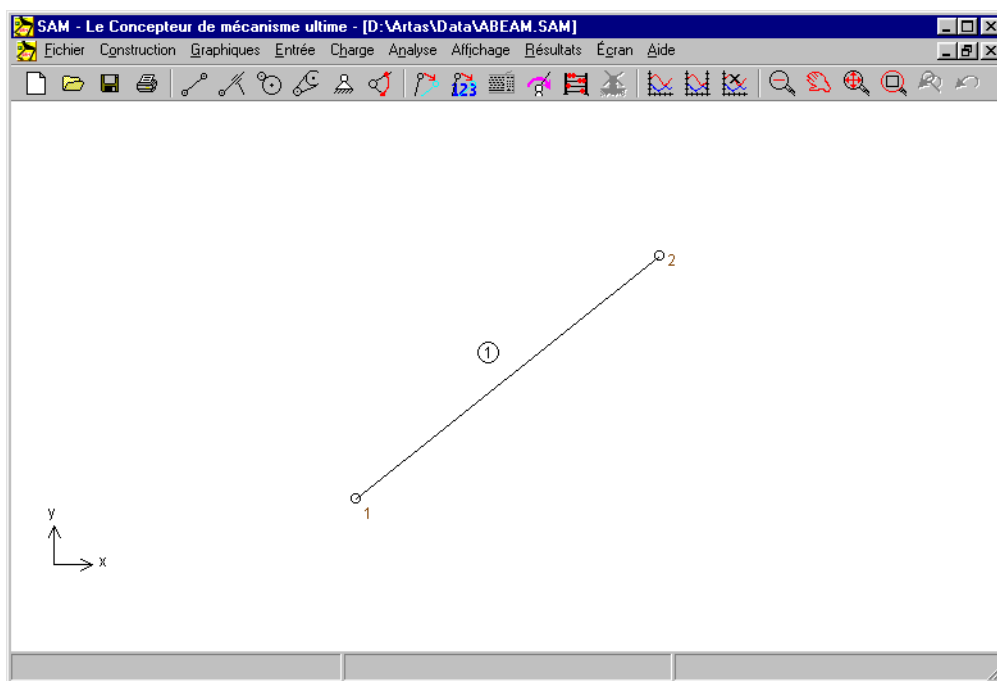 SAM - Le Concepteur de mécanisme ultime - [D:\Artas\Data\ABEAM.SAM]
Fichier Construction Graphiques Entrée Charge Analyse Affichage Résultats Écran Aide
123
2
1
1
y
x